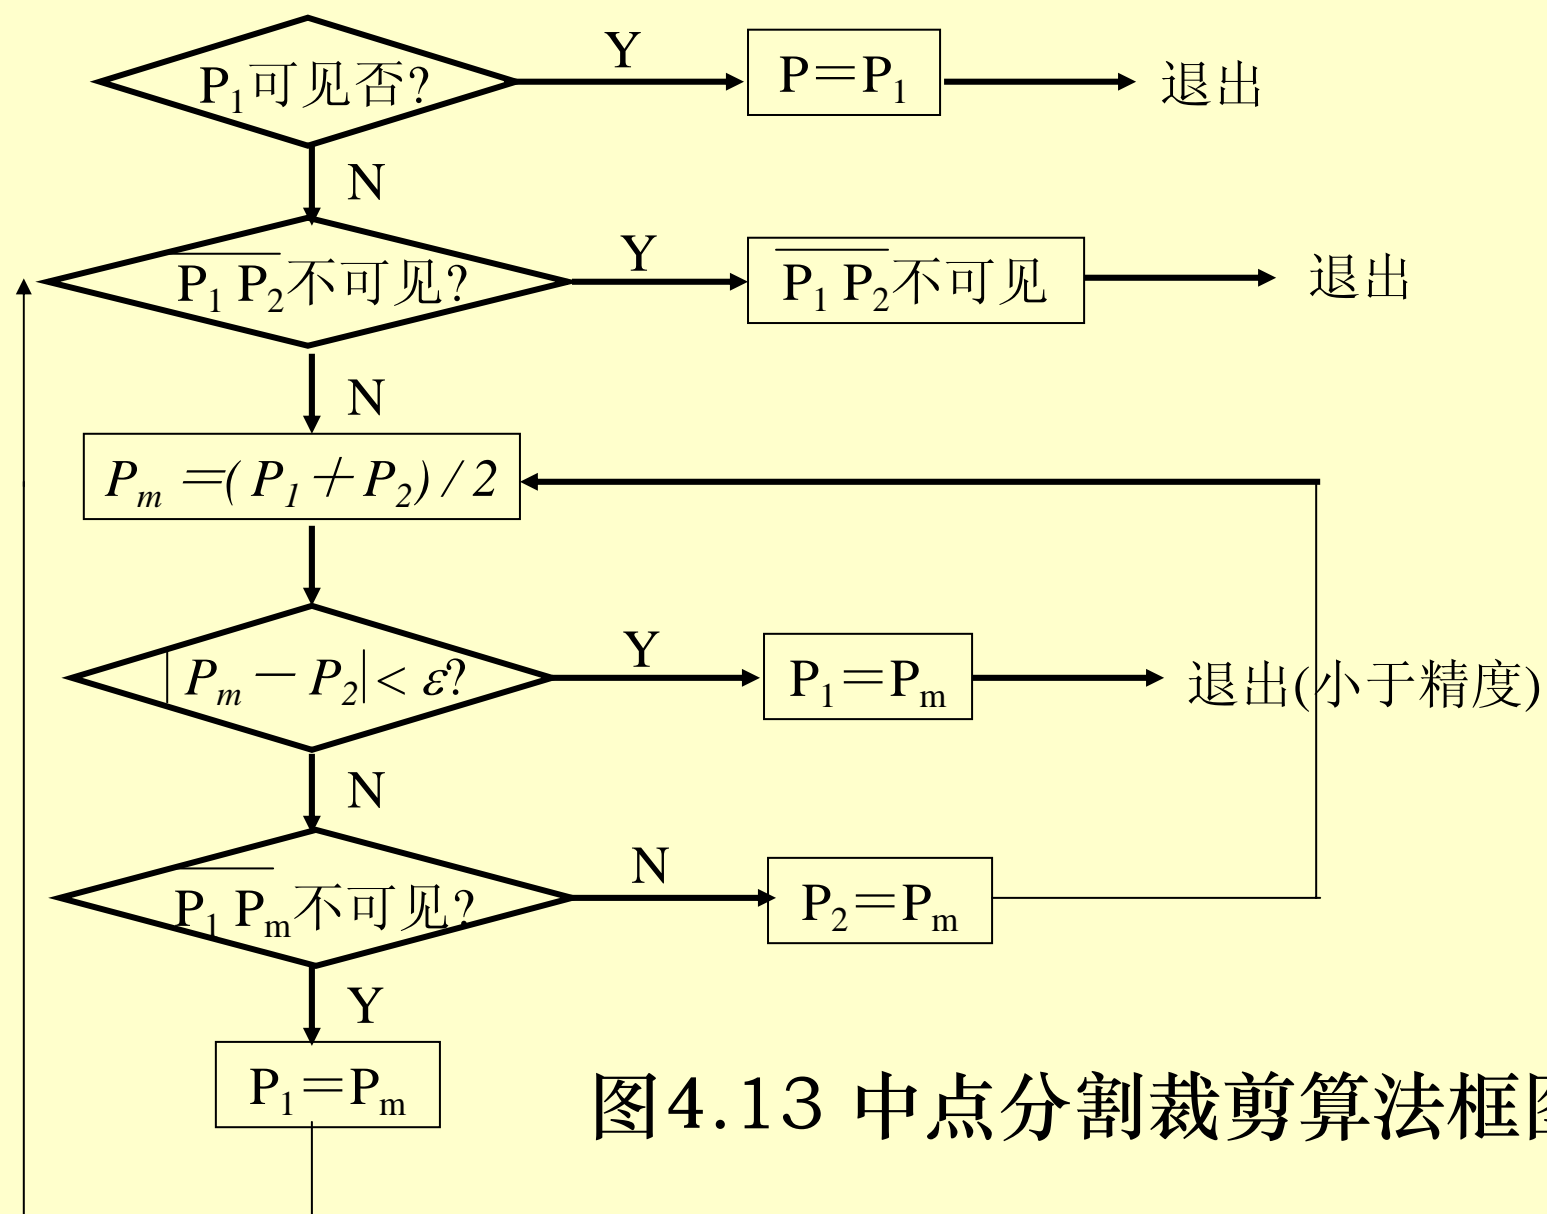 P₁可见否?
Y
P=P₁
退出
N
P₁ P₂不可见?
Y
P₁ P₂不可见
退出
N
Pₘ =(P₁+P₂)/2
|Pₘ－P₂|< ε?
Y
P₁=Pₘ
退出(小于精度)
N
P₁ Pₘ不可见?
N
P₂=Pₘ
Y
P₁=Pₘ
图4.13 中点分割裁剪算法框